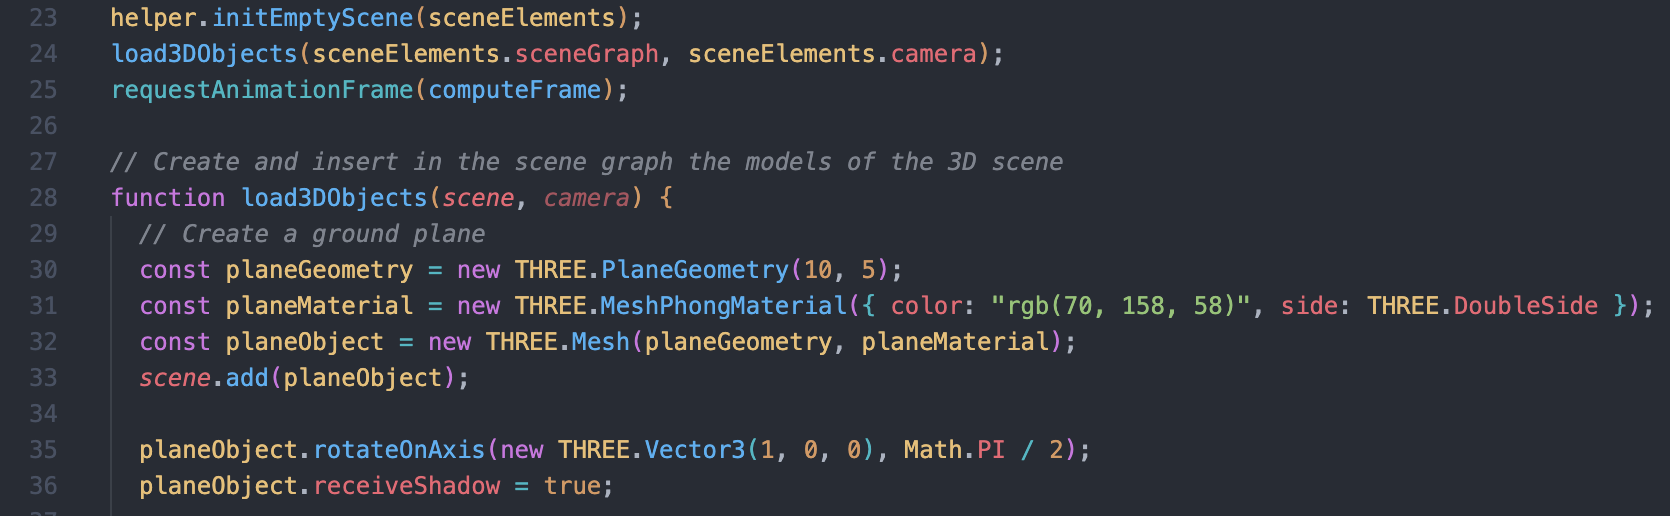 23 helper.initEmptyScene(sceneElements);
24 load3DObjects(sceneElements.sceneGraph, sceneElements.camera);
25 requestAnimationFrame(computeFrame);
26
27 // Create and insert in the scene graph the models of the 3D scene
28 function load3DObjects(scene, camera) {
29 // Create a ground plane
30 const planeGeometry = new THREE.PlaneGeometry(10, 5);
31 const planeMaterial = new THREE.MeshPhongMaterial({ color: "rgb(70, 158, 58)", side: THREE.DoubleSide });
32 const planeObject = new THREE.Mesh(planeGeometry, planeMaterial);
33 scene.add(planeObject);
34
35 planeObject.rotateOnAxis(new THREE.Vector3(1, 0, 0), Math.PI / 2);
36 planeObject.receiveShadow = true;